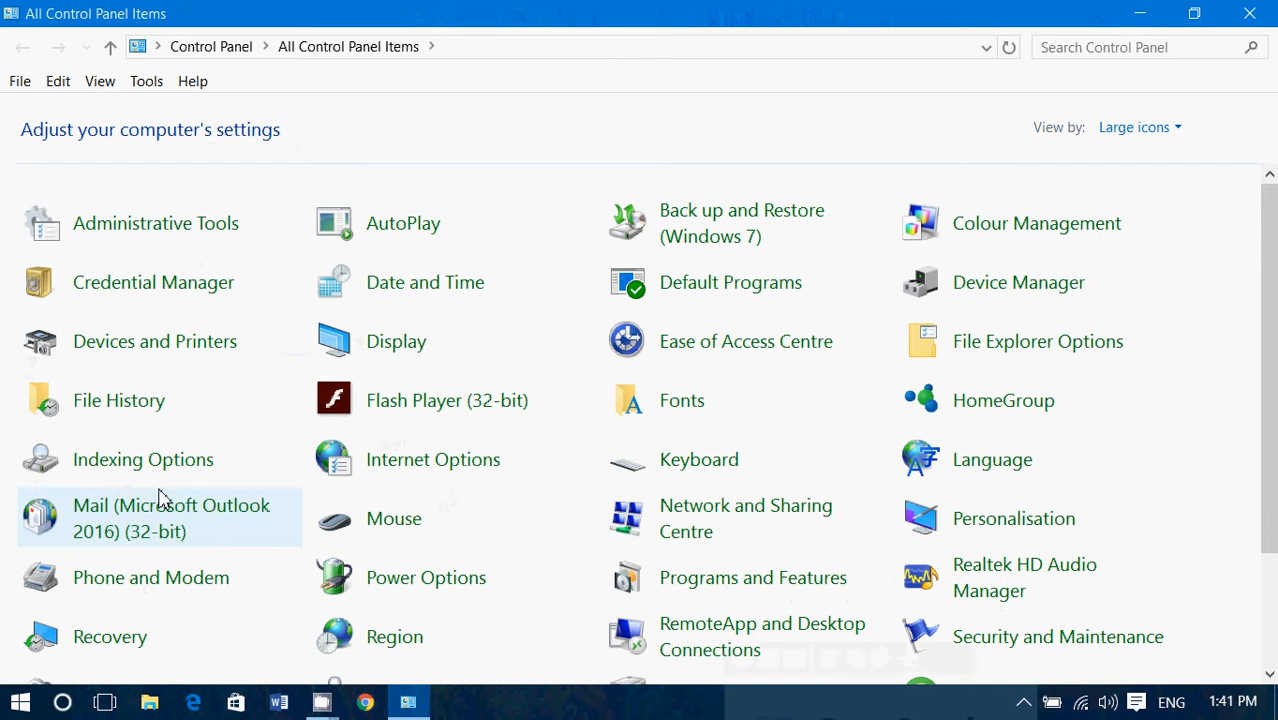 All Control Panel Items
Control Panel
All Control Panel Items
Search Control Panel
File
Edit
View
Tools
Help
Adjust your computer's settings
View by:
Large icons
Administrative Tools
AutoPlay
Back up and Restore
(Windows 7)
Colour Management
Credential Manager
Date and Time
Default Programs
Device Manager
Devices and Printers
Display
Ease of Access Centre
File Explorer Options
File History
Flash Player (32-bit)
Fonts
HomeGroup
Indexing Options
Internet Options
Keyboard
Language
Mail (Microsoft Outlook
2016) (32-bit)
Mouse
Network and Sharing
Centre
Personalisation
Phone and Modem
Power Options
Programs and Features
Realtek HD Audio
Manager
Recovery
Region
RemoteApp and Desktop
Connections
Security and Maintenance
ENG
1:41 PM